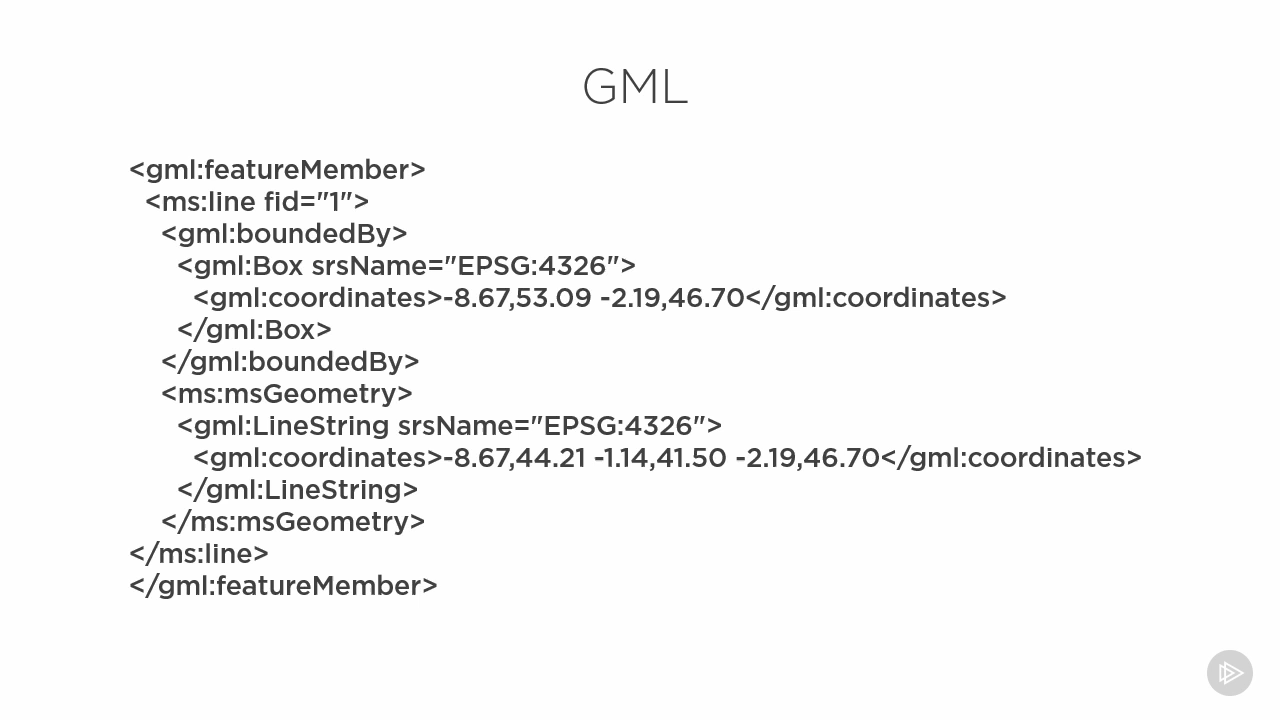 GML
<gml:featureMember>
<ms:line fid="1">
<gml:boundedBy>
<gml:Box srsName="EPSG:4326">
<gml:coordinates>-8.67,53.09 -2.19,46.70</gml:coordinates>
</gml:Box>
</gml:boundedBy>
<ms:msGeometry>
<gml:LineString srsName="EPSG:4326">
<gml:coordinates>-8.67,44.21 -1.14,41.50 -2.19,46.70</gml:coordinates>
</gml:LineString>
</ms:msGeometry>
</ms:line>
</gml:featureMember>